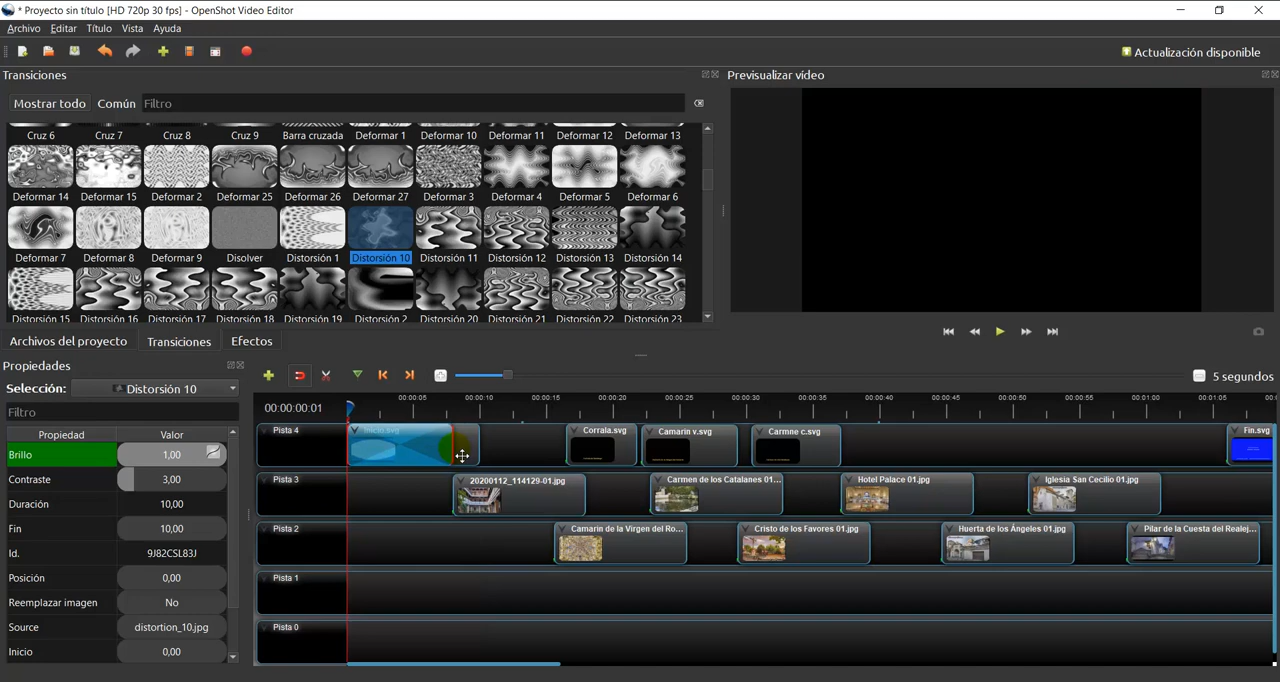 * Proyecto sin título [HD 720p 30 fps] - OpenShot Video Editor
Archivo Editar Título Vista Ayuda
Actualización disponible
Transiciones
Previsualizar vídeo
Mostrar todo Común Filtro
Cruz 6 Cruz 7 Cruz 8 Cruz 9 Barra cruzada Deformar 1 Deformar 10 Deformar 11 Deformar 12 Deformar 13
Deformar 14 Deformar 15 Deformar 2 Deformar 25 Deformar 26 Deformar 27 Deformar 3 Deformar 4 Deformar 5 Deformar 6
Deformar 7 Deformar 8 Deformar 9 Disolver Distorsión 1 Distorsión 10 Distorsión 11 Distorsión 12 Distorsión 13 Distorsión 14
Distorsión 15 Distorsión 16 Distorsión 17 Distorsión 18 Distorsión 19 Distorsión 2 Distorsión 20 Distorsión 21 Distorsión 22 Distorsión 23
Archivos del proyecto Transiciones Efectos
Propiedades
Selección: Distorsión 10
Filtro
Propiedad Valor
Brillo 1,00
Contraste 3,00
Duración 10,00
Fin 10,00
Id. 9J82CSL83J
Posición 0,00
Reemplazar imagen No
Source distortion_10.jpg
Inicio 0,00
5 segundos
00:00:00:01
00:00:05 00:00:10 00:00:15 00:00:20 00:00:25 00:00:30 00:00:35 00:00:40 00:00:45 00:00:50 00:00:55 00:01:00 00:01:05
Pista 4 Inicio.svg Corrala.svg Camarin v.svg Carmne c.svg Fin.svg
Pista 3 20200112_114129-01.jpg Carmen de los Catalanes 01... Hotel Palace 01.jpg Iglesia San Cecilio 01.jpg
Pista 2 Camarin de la Virgen del Ro... Cristo de los Favores 01.jpg Huerta de los Ángeles 01.jpg Pilar de la Cuesta del Realej...
Pista 1
Pista 0